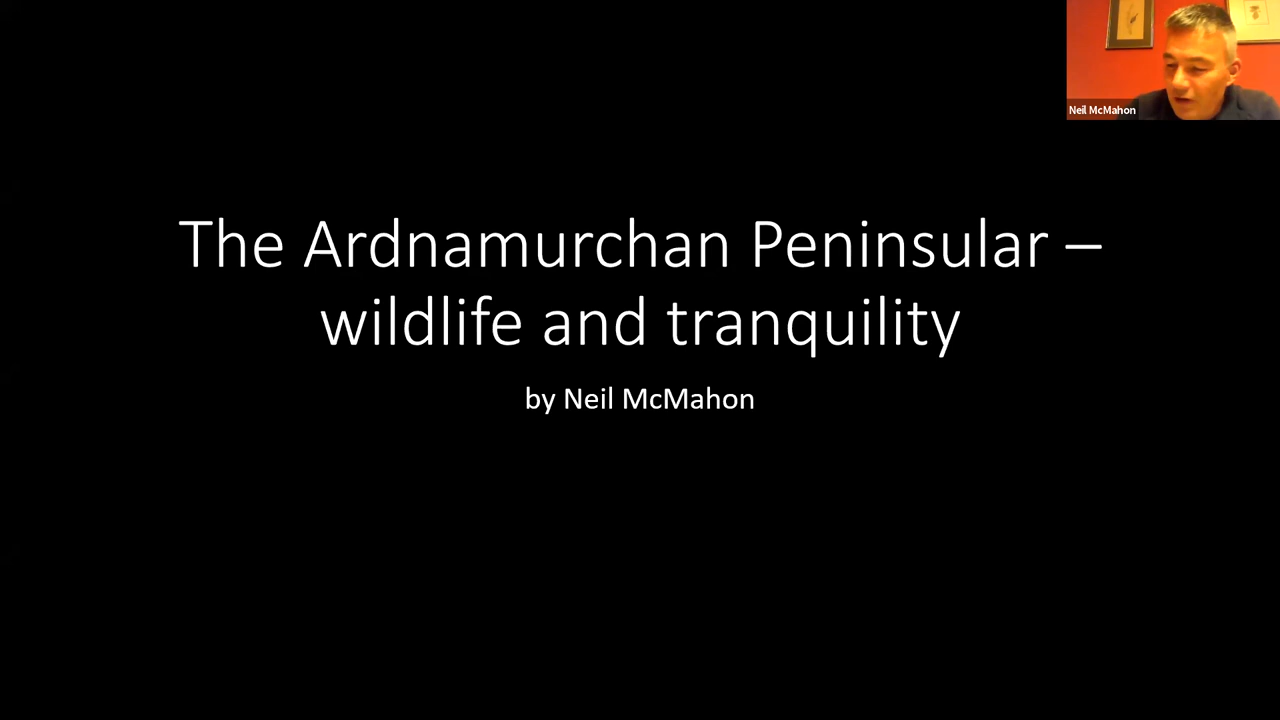 Neil McMahon
The Ardnamurchan Peninsular –
wildlife and tranquility
by Neil McMahon